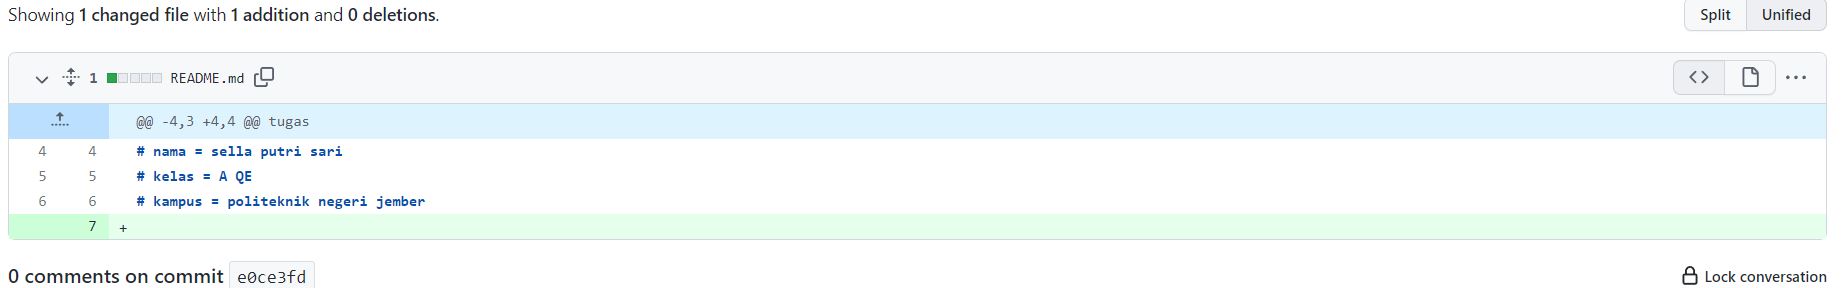 Showing 1 changed file with 1 addition and 0 deletions.
Split Unified
1 README.md
@@ -4,3 +4,4 @@ tugas
4 4 # nama = sella putri sari
5 5 # kelas = A QE
6 6 # kampus = politeknik negeri jember
7 +
0 comments on commit e0ce3fd
Lock conversation